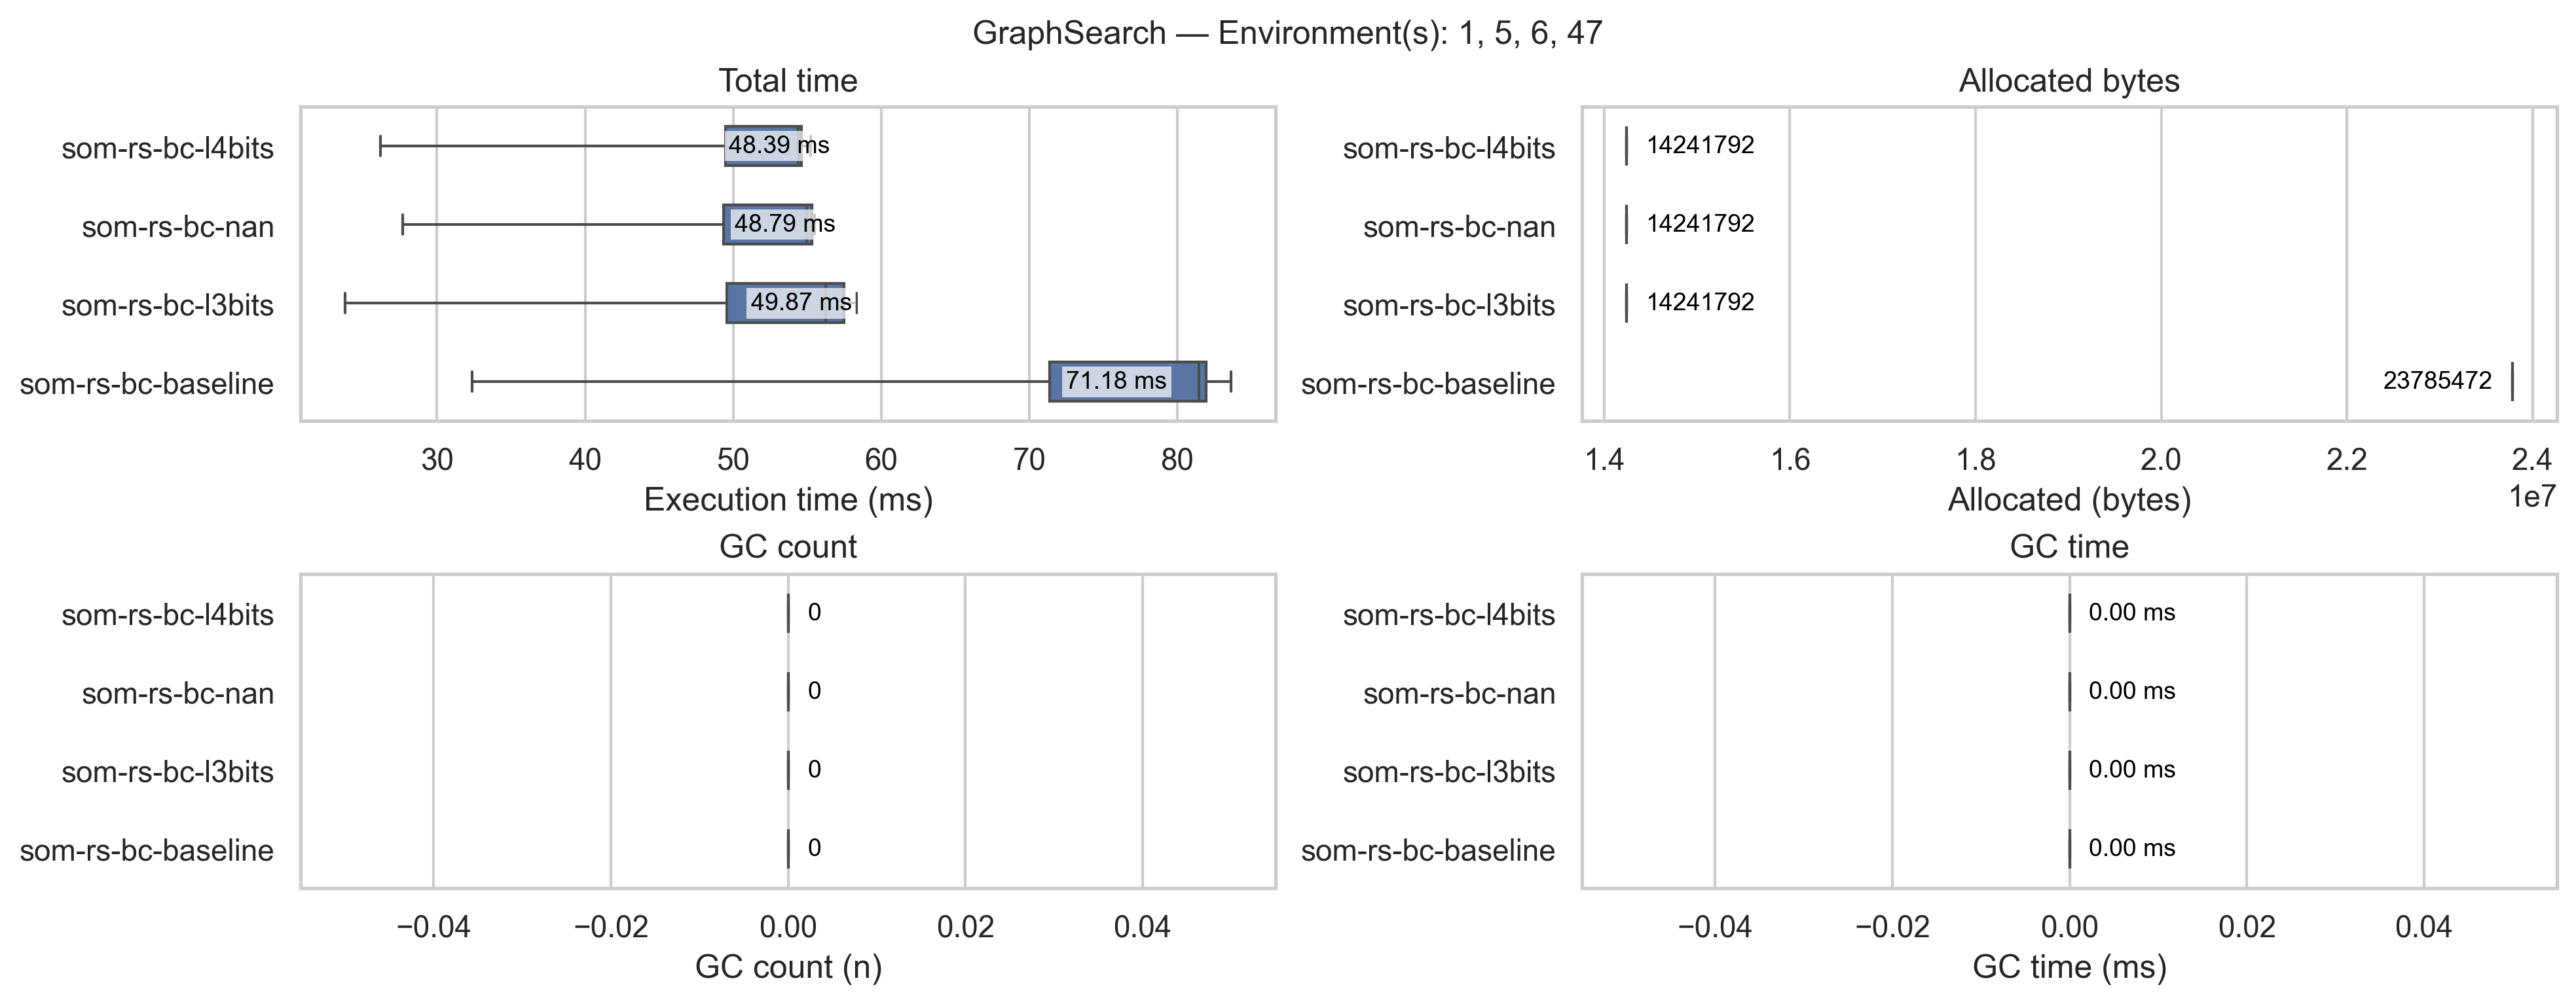 GraphSearch — Environment(s): 1, 5, 6, 47
Total time
som-rs-bc-l4bits
48.39 ms
som-rs-bc-nan
48.79 ms
som-rs-bc-l3bits
49.87 ms
som-rs-bc-baseline
71.18 ms
30 40 50 60 70 80
Execution time (ms)
Allocated bytes
som-rs-bc-l4bits
14241792
som-rs-bc-nan
14241792
som-rs-bc-l3bits
14241792
som-rs-bc-baseline
23785472
1.4 1.6 1.8 2.0 2.2 2.4
1e7
Allocated (bytes)
GC count
som-rs-bc-l4bits
0
som-rs-bc-nan
0
som-rs-bc-l3bits
0
som-rs-bc-baseline
0
−0.04 −0.02 0.00 0.02 0.04
GC count (n)
GC time
som-rs-bc-l4bits
0.00 ms
som-rs-bc-nan
0.00 ms
som-rs-bc-l3bits
0.00 ms
som-rs-bc-baseline
0.00 ms
−0.04 −0.02 0.00 0.02 0.04
GC time (ms)